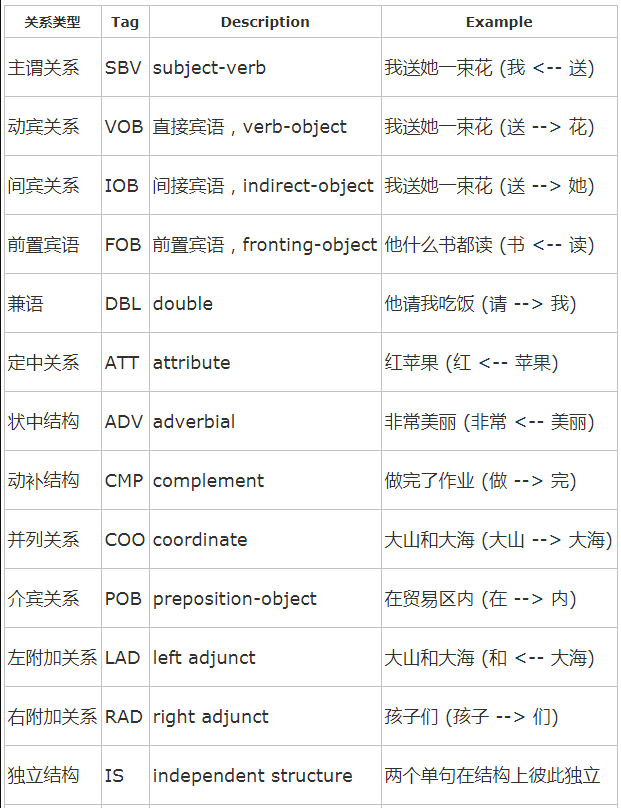 关系类型 Tag Description Example
主谓关系 SBV subject-verb 我送她一束花 (我 <-- 送)
动宾关系 VOB 直接宾语，verb-object 我送她一束花 (送 --> 花)
间宾关系 IOB 间接宾语，indirect-object 我送她一束花 (送 --> 她)
前置宾语 FOB 前置宾语，fronting-object 他什么书都读 (书 <-- 读)
兼语 DBL double 他请我吃饭 (请 --> 我)
定中关系 ATT attribute 红苹果 (红 <-- 苹果)
状中结构 ADV adverbial 非常美丽 (非常 <-- 美丽)
动补结构 CMP complement 做完了作业 (做 --> 完)
并列关系 COO coordinate 大山和大海 (大山 --> 大海)
介宾关系 POB preposition-object 在贸易区内 (在 --> 内)
左附加关系 LAD left adjunct 大山和大海 (和 <-- 大海)
右附加关系 RAD right adjunct 孩子们 (孩子 --> 们)
独立结构 IS independent structure 两个单句在结构上彼此独立